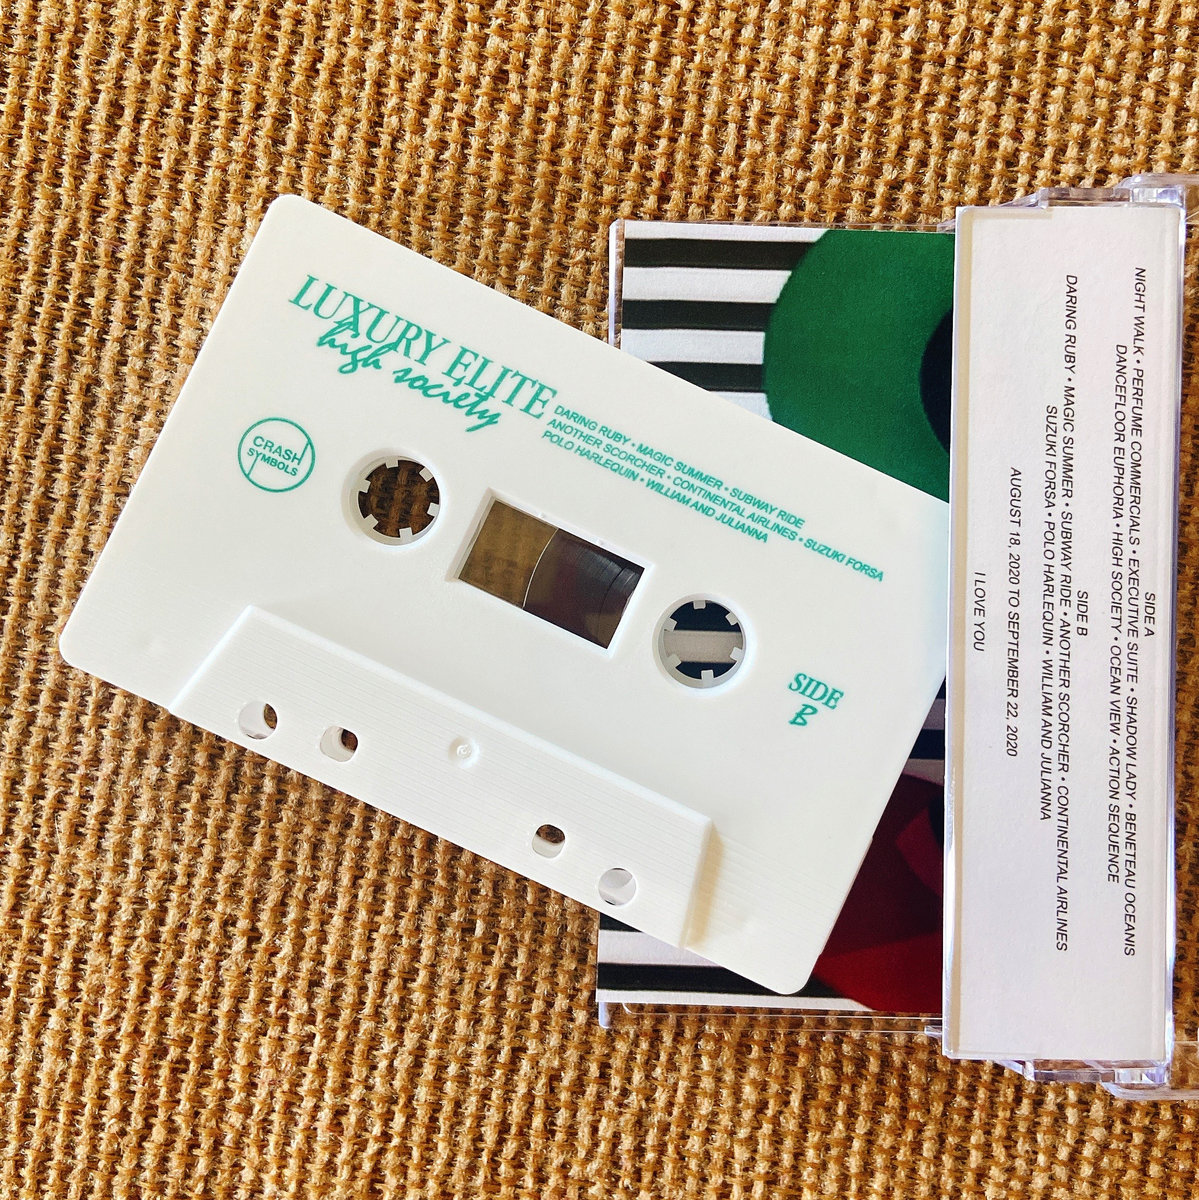 LUXURY ELITE
high society
CRASH
SYMBOLS
DARING RUBY • MAGIC SUMMER • SUBWAY RIDE
ANOTHER SCORCHER • CONTINENTAL AIRLINES • SUZUKI FORSA
POLO HARLEQUIN • WILLIAM AND JULIANNA
SIDE
B
SIDE A
NIGHT WALK • PERFUME COMMERCIALS • EXECUTIVE SUITE • SHADOW LADY • BENETEAU OCEANIS
DANCEFLOOR EUPHORIA • HIGH SOCIETY • OCEAN VIEW • ACTION SEQUENCE
SIDE B
DARING RUBY • MAGIC SUMMER • SUBWAY RIDE • ANOTHER SCORCHER • CONTINENTAL AIRLINES
SUZUKI FORSA • POLO HARLEQUIN • WILLIAM AND JULIANNA
AUGUST 18, 2020 TO SEPTEMBER 22, 2020
I LOVE YOU